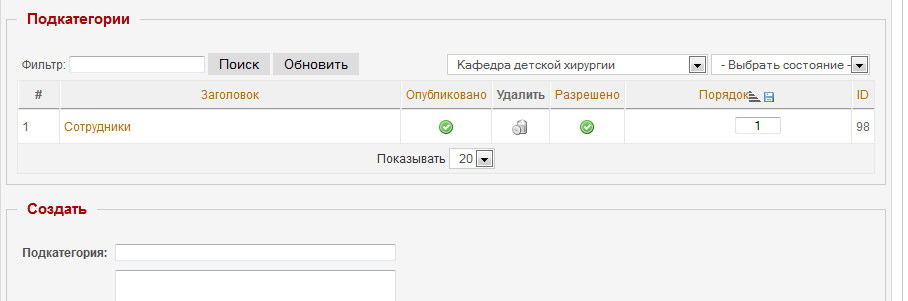 Подкатегории
Фильтр: Поиск Обновить Кафедра детской хирургии - Выбрать состояние -
# Заголовок Опубликовано Удалить Разрешено Порядок ID
1 Сотрудники 1 98
Показывать 20
Создать
Подкатегория: